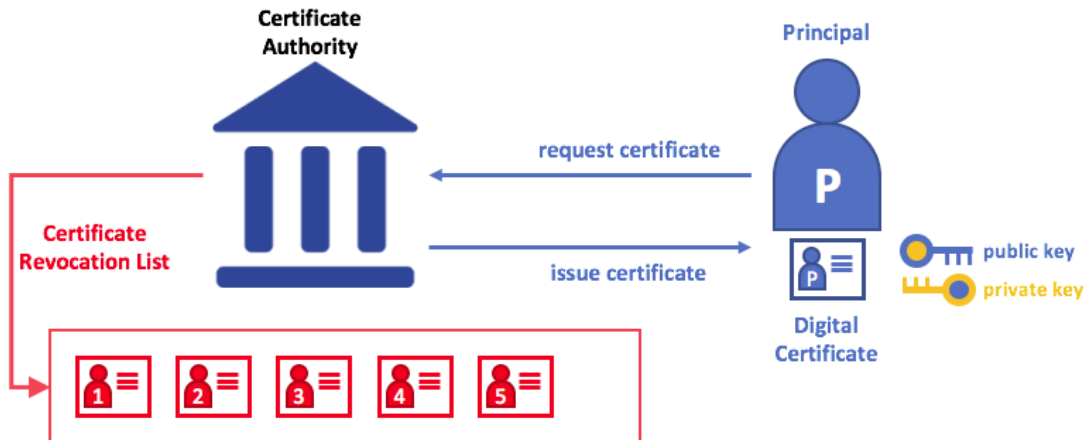 Certificate
Authority
Principal
request certificate
P
Certificate
Revocation List
issue certificate
P
public key
private key
Digital
Certificate
1
2
3
4
5